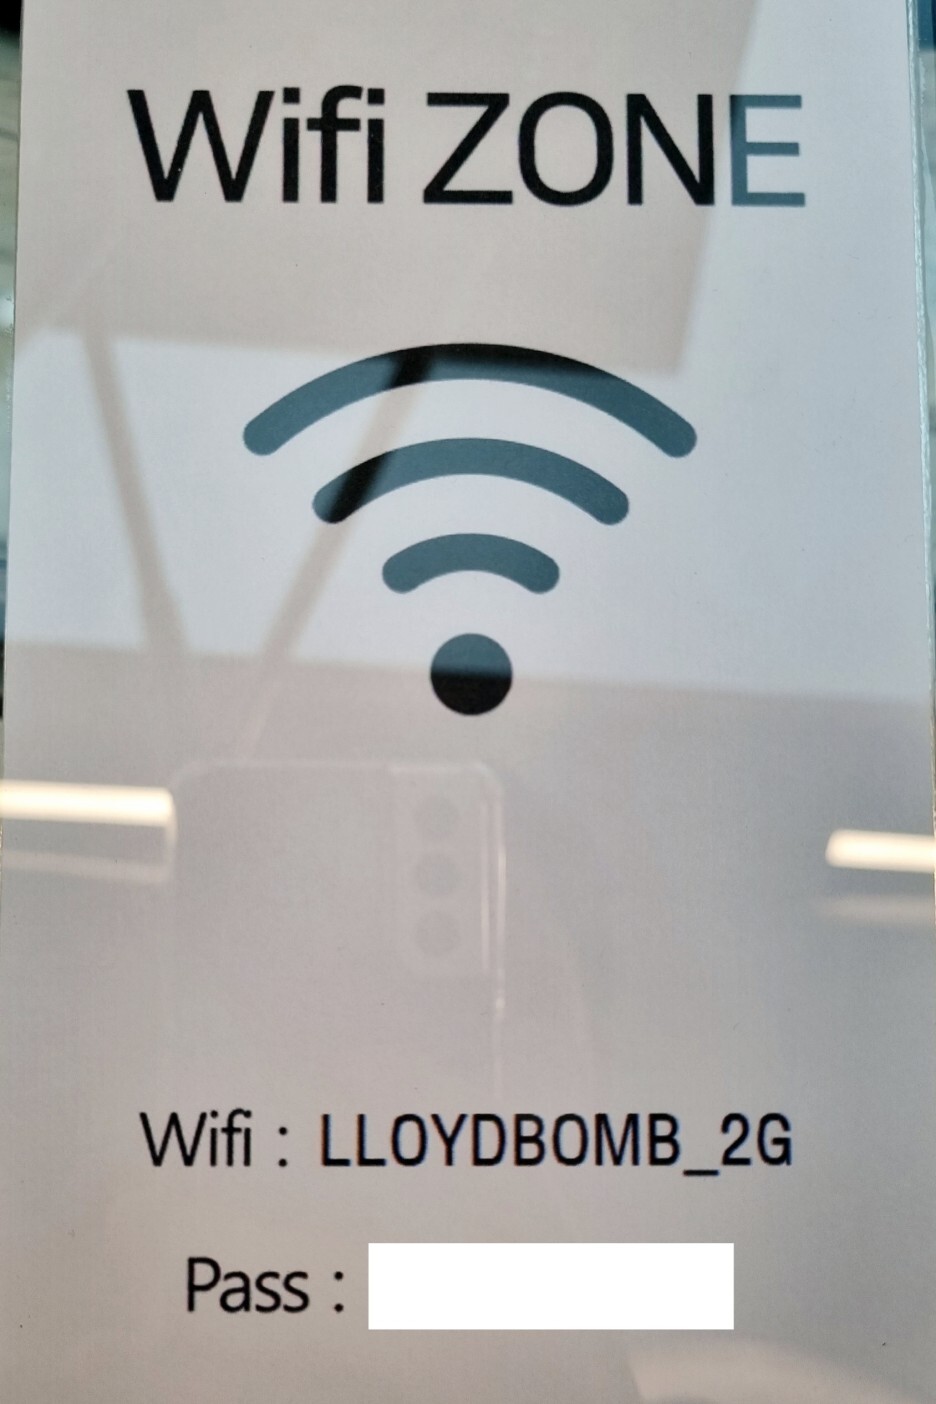 Wifi ZONE
Wifi : LLOYDBOMB_2G
Pass :